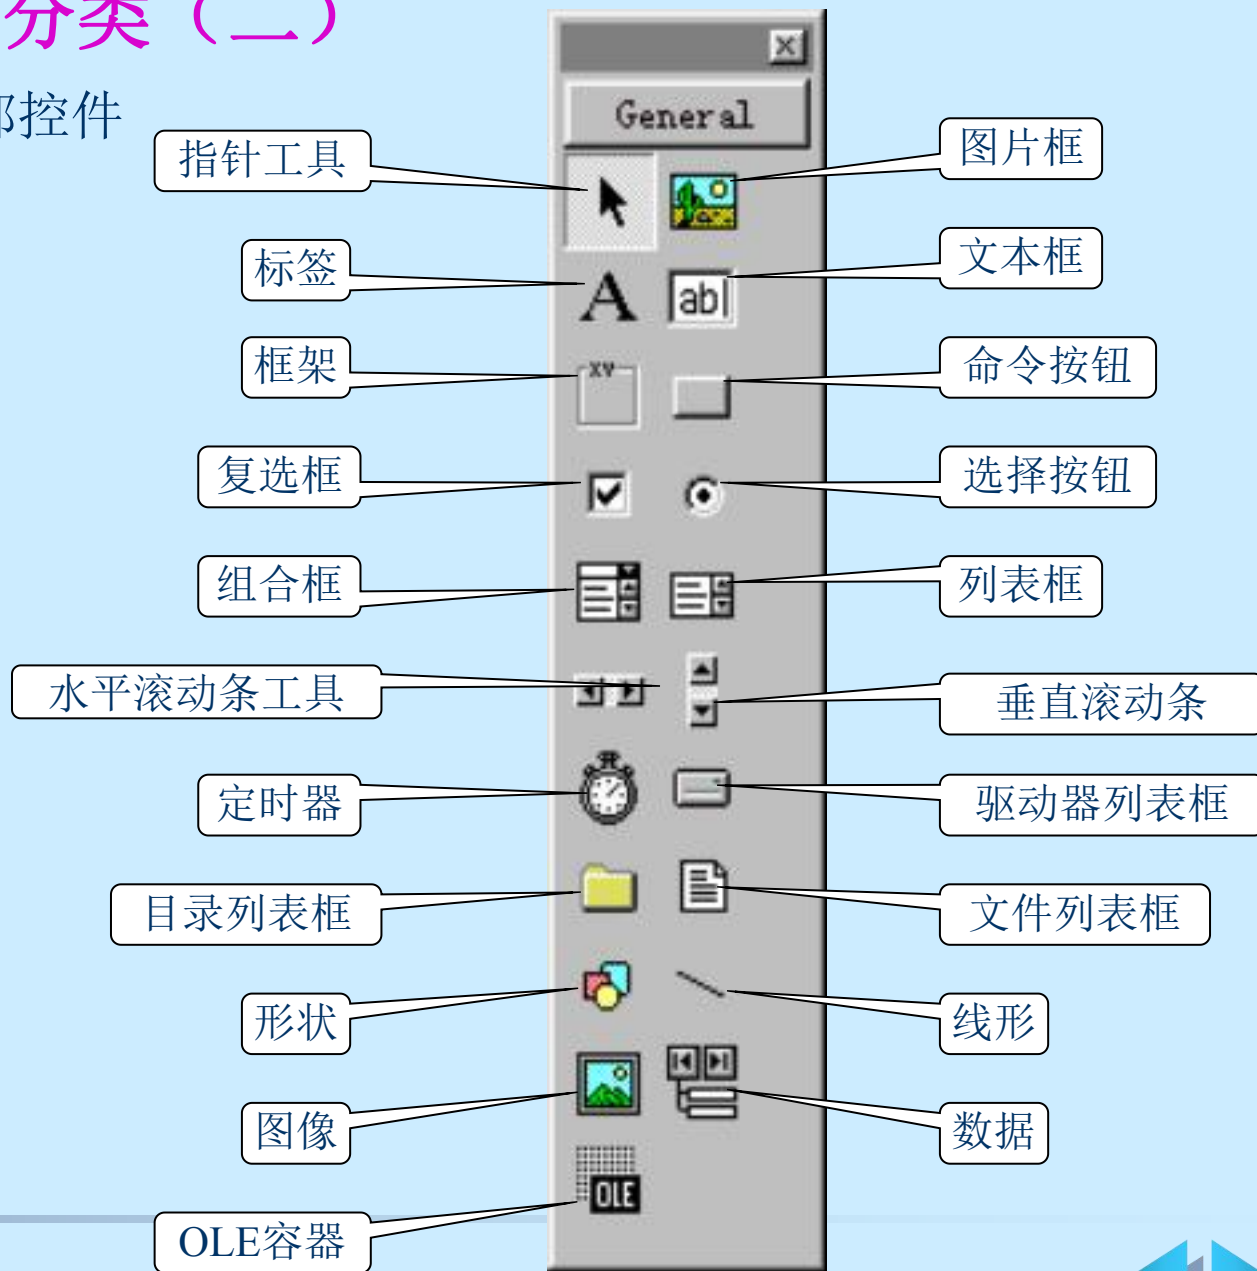 分类（二）
部控件
General
指针工具
图片框
标签
文本框
ab
框架
XY
命令按钮
复选框
选择按钮
组合框
列表框
水平滚动条工具
垂直滚动条
定时器
驱动器列表框
目录列表框
文件列表框
形状
线形
图像
数据
OLE
OLE容器